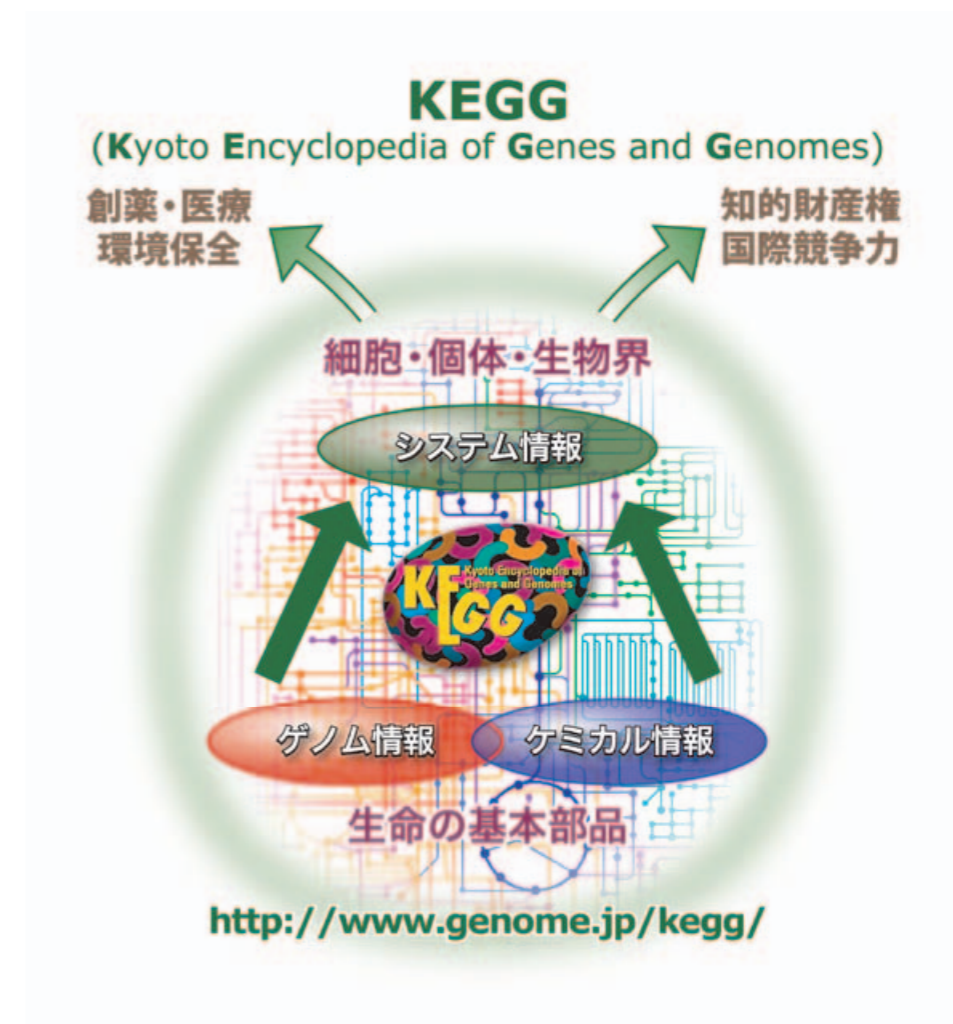 KEGG
(Kyoto Encyclopedia of Genes and Genomes)
創薬・医療
環境保全
知的財産権
国際競争力
細胞・個体・生物界
システム情報
KEGG
Kyoto Encyclopedia of
Genes and Genomes
ゲノム情報
ケミカル情報
生命の基本部品
http://www.genome.jp/kegg/